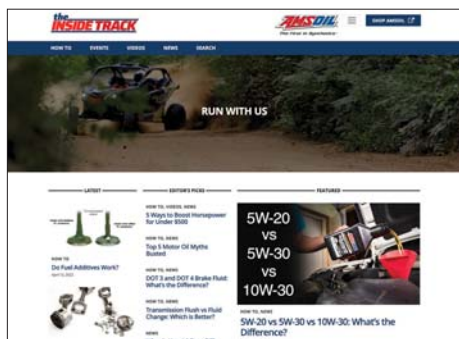 the
INSIDE TRACK
AMSOIL
The First in Synthetics
SHOP AMSOIL
HOW TO EVENTS VIDEOS NEWS SEARCH
RUN WITH US
LATEST
HOW TO
Do Fuel Additives Work?
EDITOR'S PICKS
HOW TO, VIDEOS, NEWS
5 Ways to Boost Horsepower
for Under $500
HOW TO, NEWS
Top 5 Motor Oil Myths
Busted
HOW TO, NEWS
DOT 3 and DOT 4 Brake Fluid:
What's the Difference?
HOW TO, NEWS
Transmission Flush vs Fluid
Change: Which is Better?
NEWS
FEATURED
5W-20
vs
5W-30
vs
10W-30
HOW TO, NEWS
5W-20 vs 5W-30 vs 10W-30: What's the
Difference?